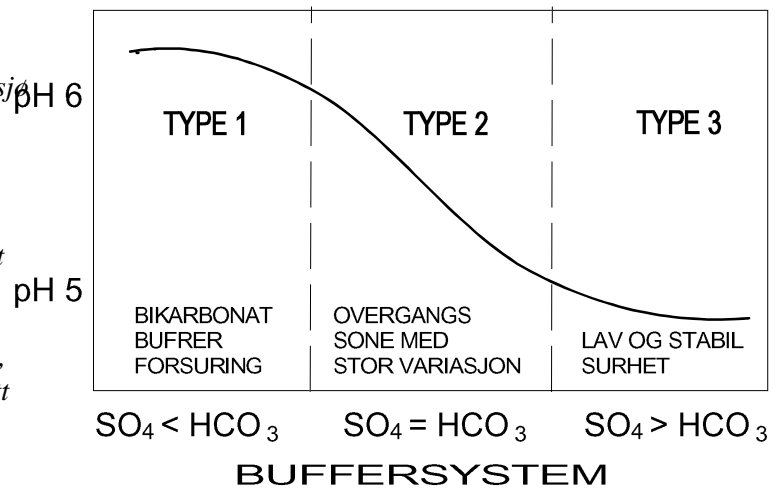 sjø
pH 6
TYPE 1
TYPE 2
TYPE 3
pH 5
BIKARBONAT
BUFRER
FORSURING
OVERGANGS
SONE MED
STOR VARIASJON
LAV OG STABIL
SURHET
SO4 < HCO3
SO4 = HCO3
SO4 > HCO3
BUFFERSYSTEM